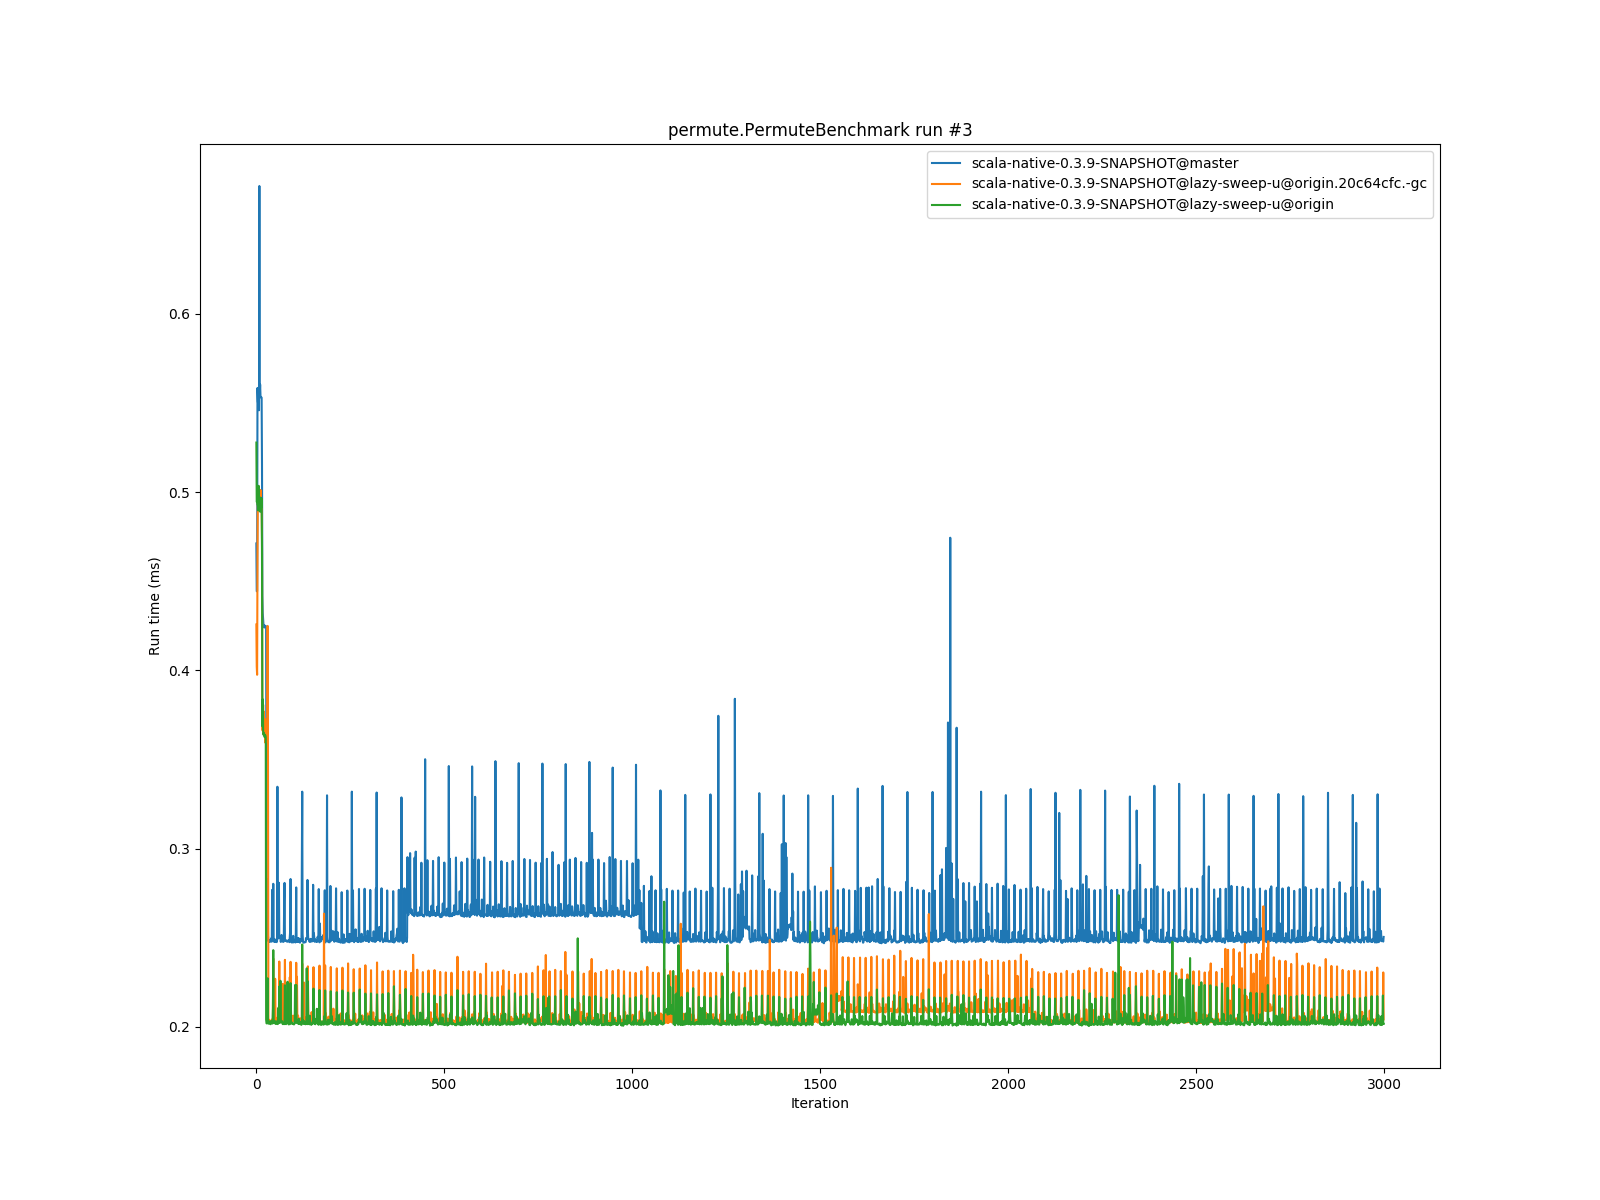 permute.PermuteBenchmark run #3
scala-native-0.3.9-SNAPSHOT@master
scala-native-0.3.9-SNAPSHOT@lazy-sweep-u@origin.20c64cfc.-gc
scala-native-0.3.9-SNAPSHOT@lazy-sweep-u@origin
0.6
0.5
0.4
0.3
0.2
Run time (ms)
0 500 1000 1500 2000 2500 3000
Iteration